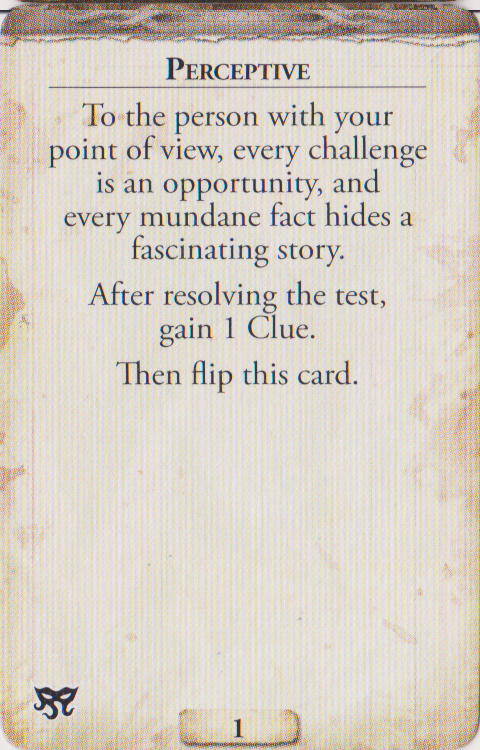 PERCEPTIVE
To the person with your
point of view, every challenge
is an opportunity, and
every mundane fact hides a
fascinating story.
After resolving the test,
gain 1 Clue.
Then flip this card.
1